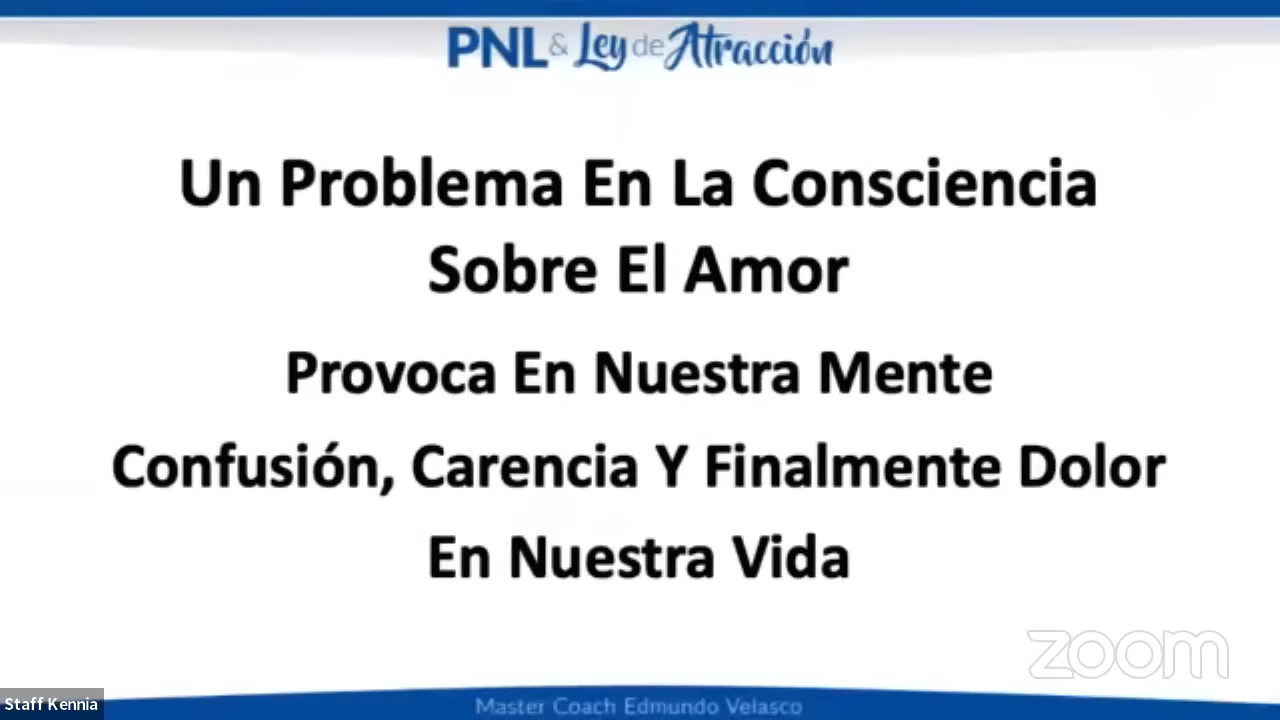 PNL & Ley de Atracción
Un Problema En La Consciencia
Sobre El Amor
Provoca En Nuestra Mente
Confusión, Carencia Y Finalmente Dolor
En Nuestra Vida
zoom
Staff Kennia
Master Coach Edmundo Velasco